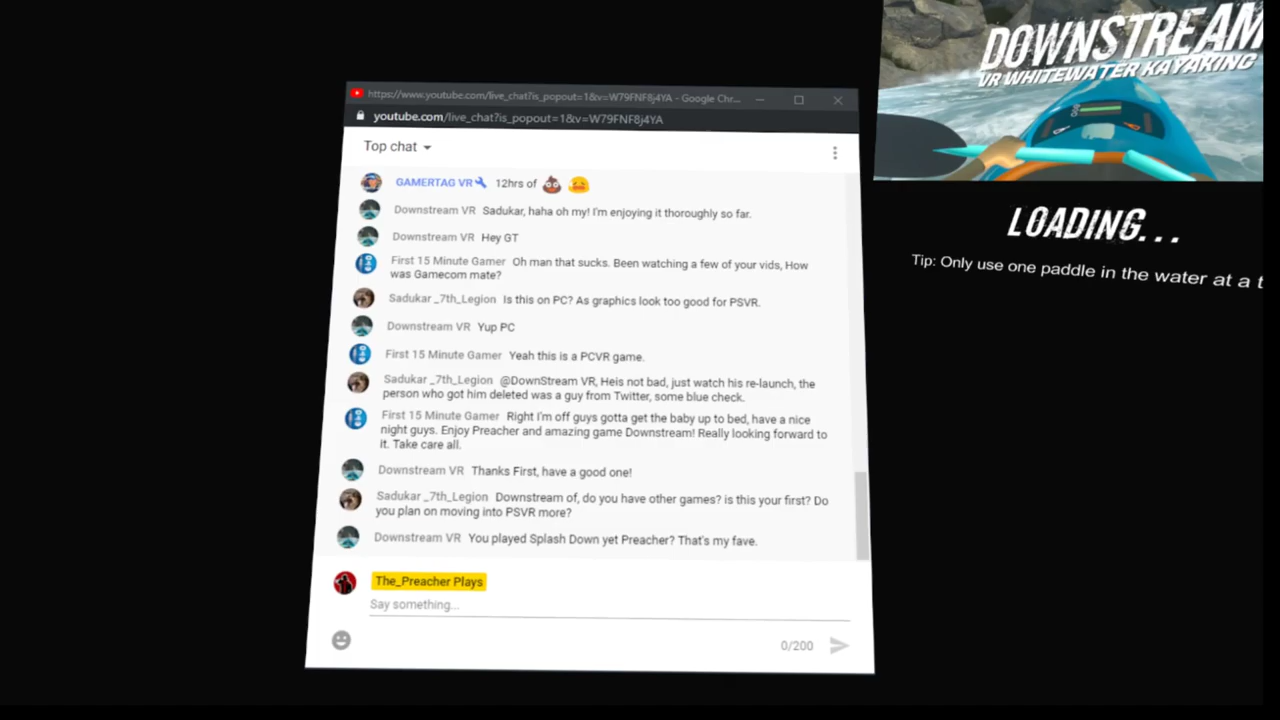 https://www.youtube.com/live_chat?is_popout=1&v=W79FNF8j4YA - Google Chr...
youtube.com/live_chat?is_popout=1&v=W79FNF8j4YA
Top chat
GAMERTAG VR🔧 12hrs of 💩 😫
Downstream VR Sadukar, haha oh my! I'm enjoying it thoroughly so far.
Downstream VR Hey GT
First 15 Minute Gamer Oh man that sucks. Been watching a few of your vids, How
was Gamecom mate?
Sadukar _7th_Legion Is this on PC? As graphics look too good for PSVR.
Downstream VR Yup PC
First 15 Minute Gamer Yeah this is a PCVR game.
Sadukar _7th_Legion @DownStream VR, Heis not bad, just watch his re-launch, the
person who got him deleted was a guy from Twitter, some blue check.
First 15 Minute Gamer Right I'm off guys gotta get the baby up to bed, have a nice
night guys. Enjoy Preacher and amazing game Downstream! Really looking forward to
it. Take care all.
Downstream VR Thanks First, have a good one!
Sadukar _7th_Legion Downstream of, do you have other games? is this your first? Do
you plan on moving into PSVR more?
Downstream VR You played Splash Down yet Preacher? That's my fave.
The_Preacher Plays
Say something...
0/200
DOWNSTREAM
VR WHITEWATER KAYAKING
LOADING...
Tip: Only use one paddle in the water at a t